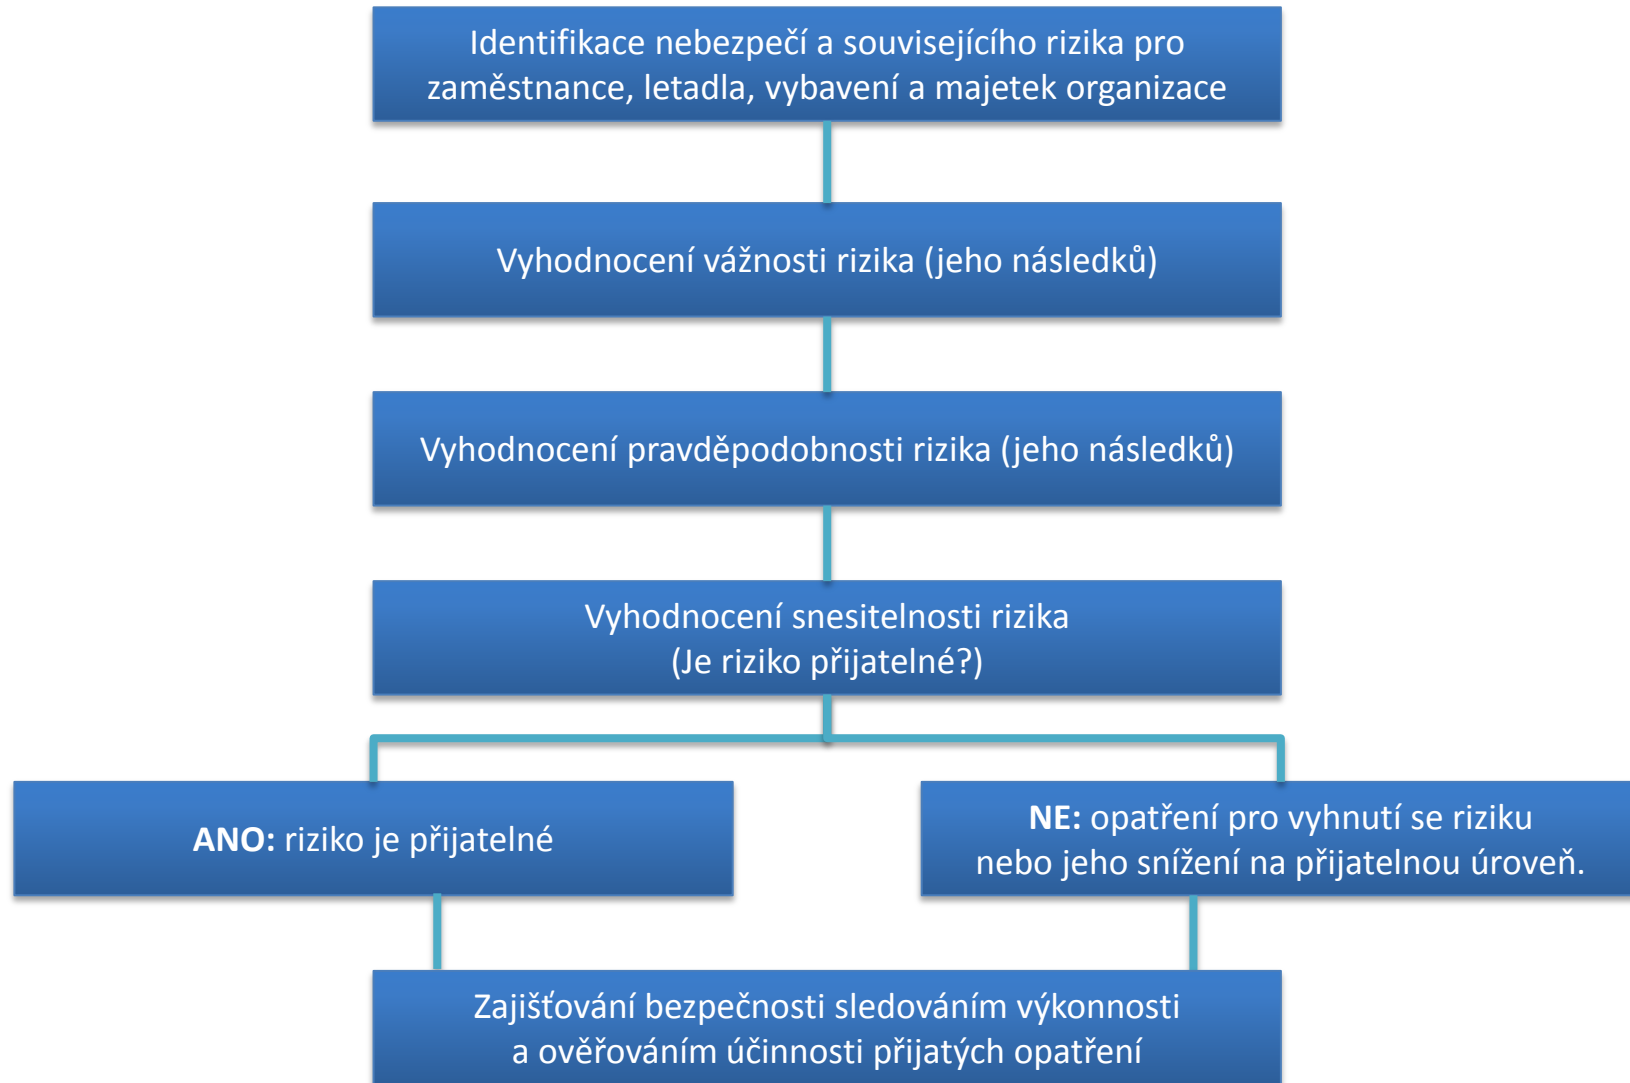 Identifikace nebezpečí a souvisejícího rizika pro
zaměstnance, letadla, vybavení a majetek organizace
Vyhodnocení vážnosti rizika (jeho následků)
Vyhodnocení pravděpodobnosti rizika (jeho následků)
Vyhodnocení snesitelnosti rizika
(Je riziko přijatelné?)
ANO: riziko je přijatelné
NE: opatření pro vyhnutí se riziku
nebo jeho snížení na přijatelnou úroveň.
Zajišťování bezpečnosti sledováním výkonnosti
a ověřováním účinnosti přijatých opatření